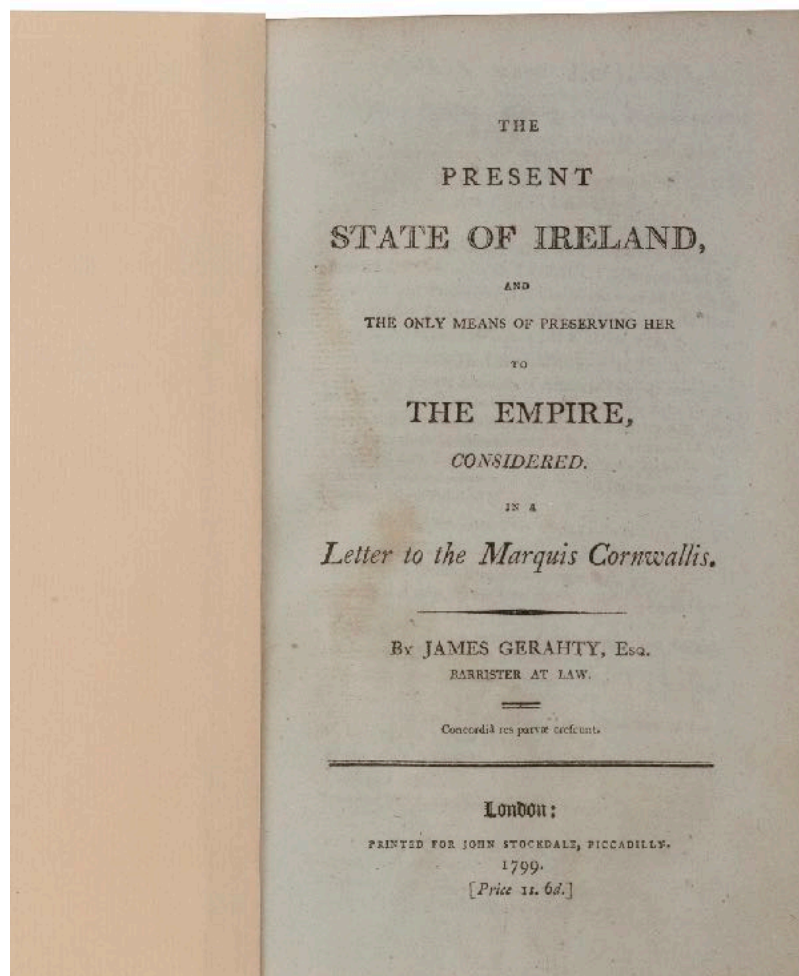 THE
PRESENT
STATE OF IRELAND,
AND
THE ONLY MEANS OF PRESERVING HER
TO
THE EMPIRE,
CONSIDERED.
IN A
Letter to the Marquis Cornwallis.
By JAMES GERAHTY, Esq.
BARRISTER AT LAW.
Concordiâ res parvæ creſcunt.
London:
PRINTED FOR JOHN STOCKDALE, PICCADILLY.
1799.
[Price 1s. 6d.]